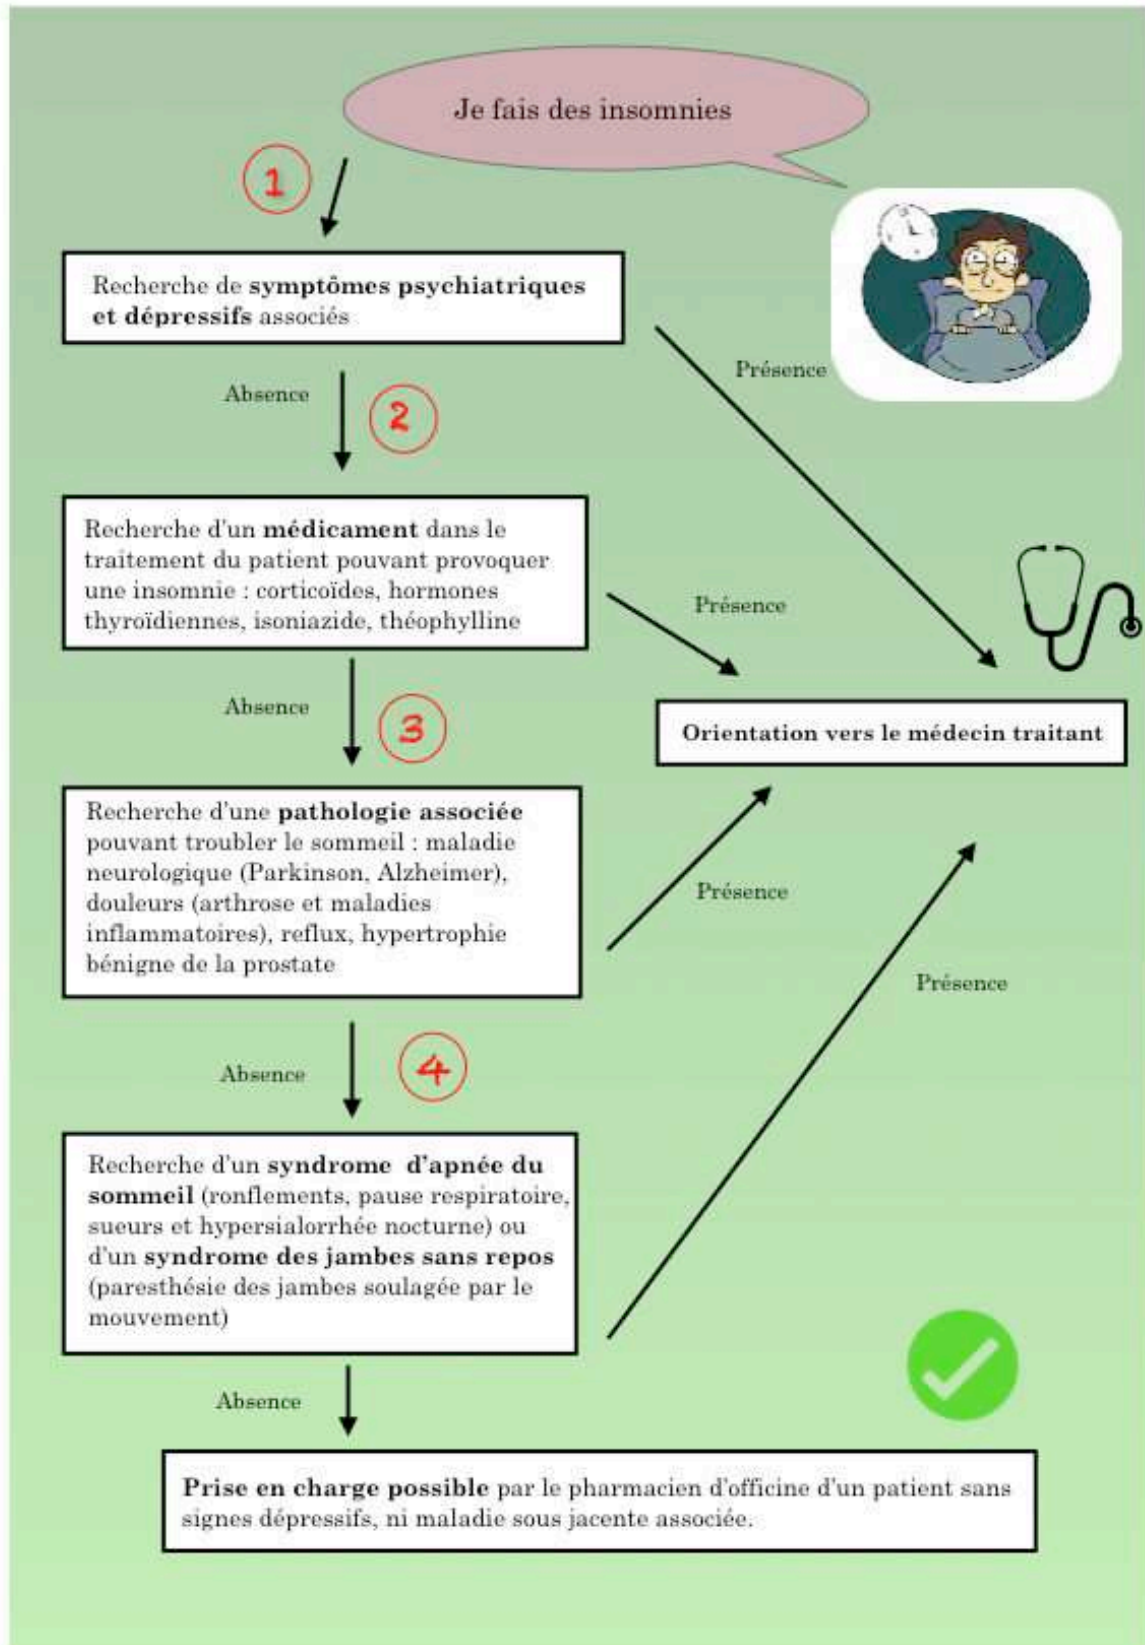 Je fais des insomnies
1
Recherche de symptômes psychiatriques
et dépressifs associés
Présence
Absence
2
Recherche d'un médicament dans le
traitement du patient pouvant provoquer
une insomnie : corticoïdes, hormones
thyroïdiennes, isoniazide, théophylline
Présence
Absence
3
Orientation vers le médecin traitant
Recherche d'une pathologie associée
pouvant troubler le sommeil : maladie
neurologique (Parkinson, Alzheimer),
douleurs (arthrose et maladies
inflammatoires), reflux, hypertrophie
bénigne de la prostate
Présence
Présence
Absence
4
Recherche d'un syndrome d'apnée du
sommeil (ronflements, pause respiratoire,
sueurs et hypersialorrhée nocturne) ou
d'un syndrome des jambes sans repos
(paresthésie des jambes soulagée par le
mouvement)
Absence
Prise en charge possible par le pharmacien d'officine d'un patient sans
signes dépressifs, ni maladie sous jacente associée.